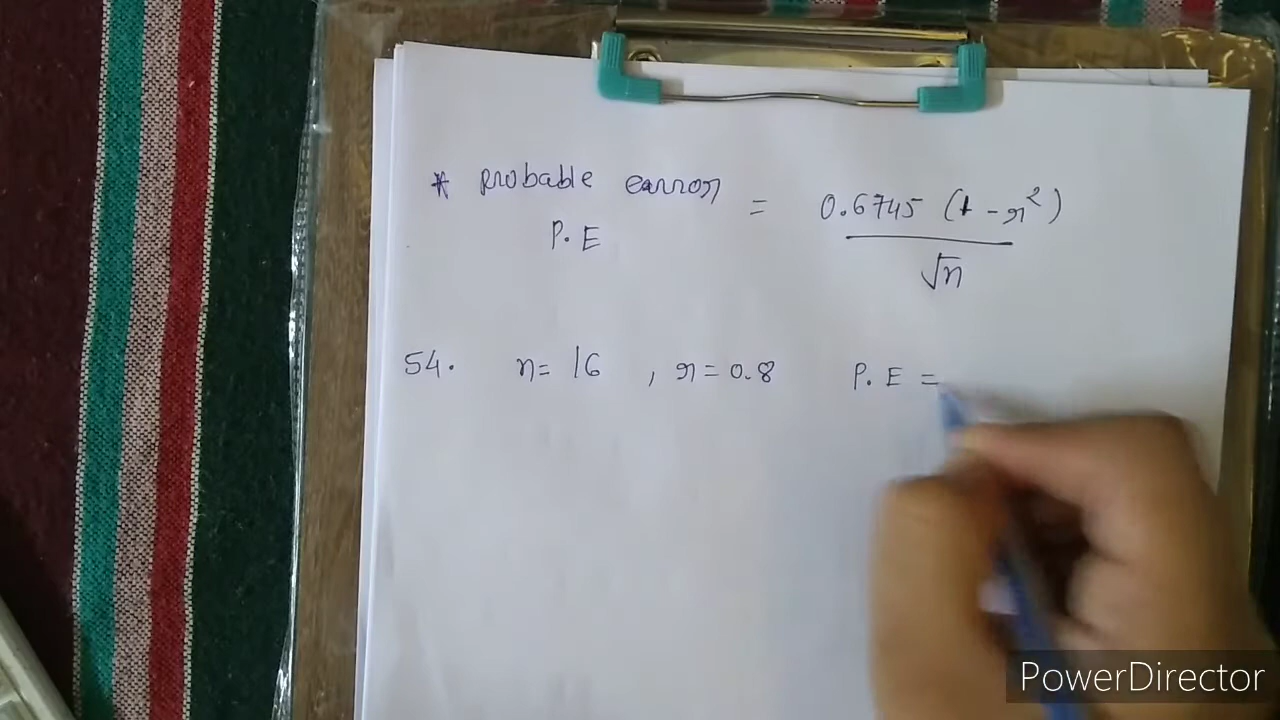 * probable earror = 0.6745 (1 - r²)
P.E √n
54. n = 16 , r = 0.8 P.E =
PowerDirector